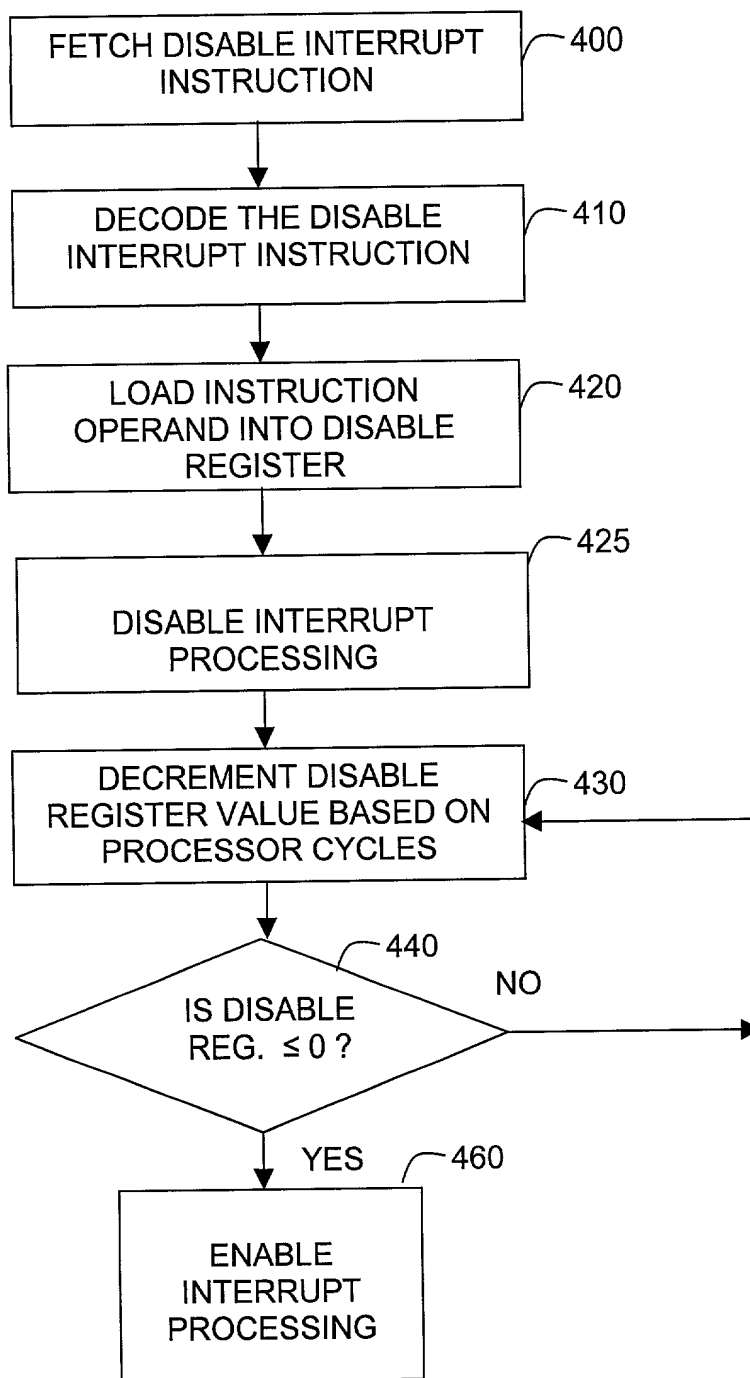 FETCH DISABLE INTERRUPT
INSTRUCTION
400
DECODE THE DISABLE
INTERRUPT INSTRUCTION
410
LOAD INSTRUCTION
OPERAND INTO DISABLE
REGISTER
420
425
DISABLE INTERRUPT
PROCESSING
DECREMENT DISABLE
REGISTER VALUE BASED ON
PROCESSOR CYCLES
430
440
IS DISABLE
REG. ≤ 0 ?
NO
YES
460
ENABLE
INTERRUPT
PROCESSING